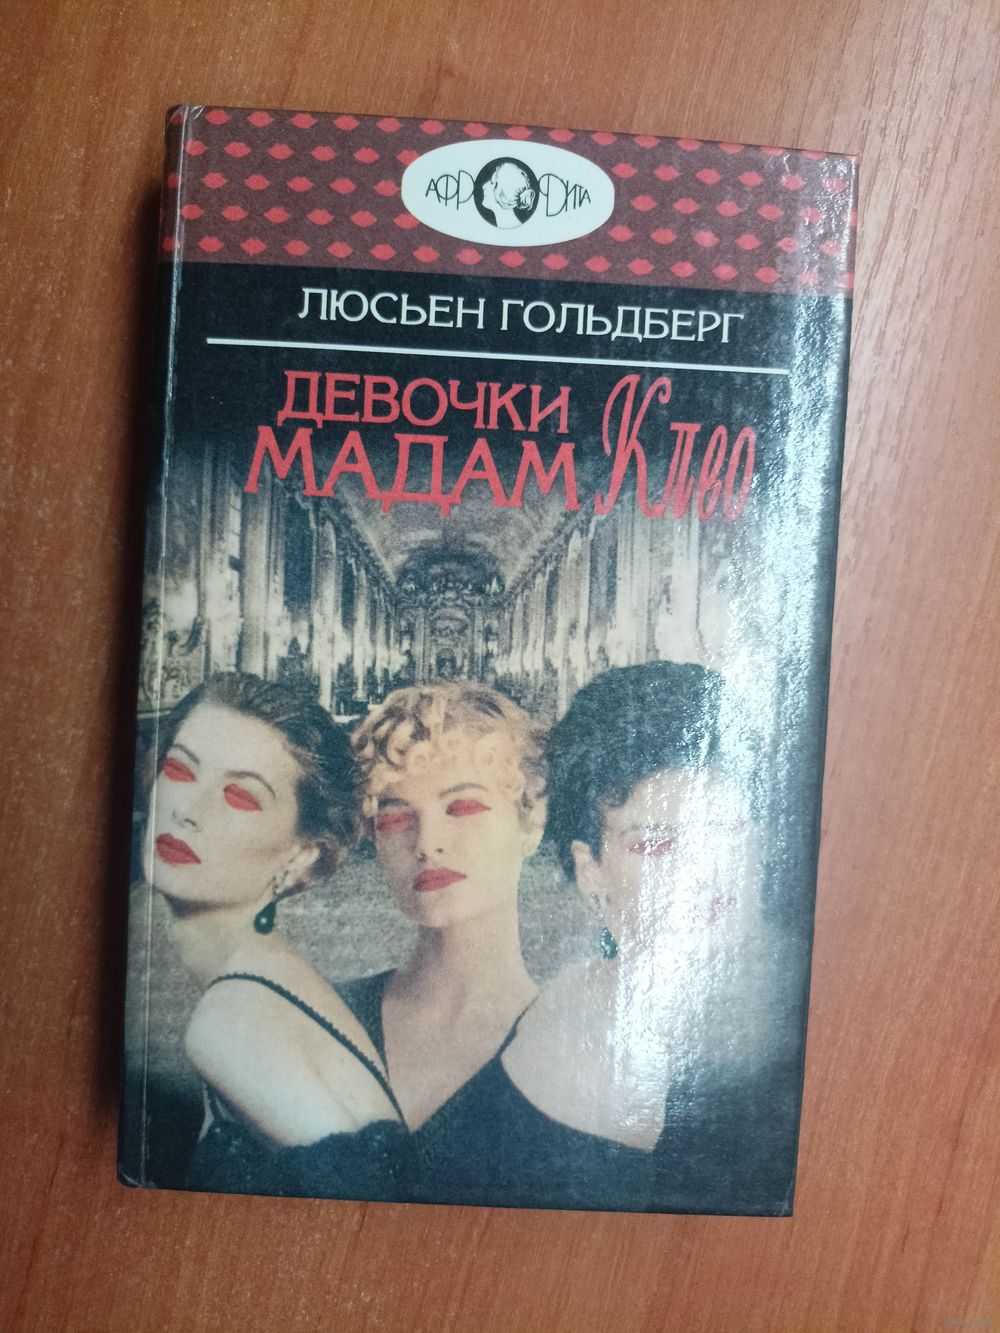 АФРОДИТА
ЛЮСЬЕН ГОЛЬДБЕРГ
ДЕВОЧКИ
МАДАМ Клео